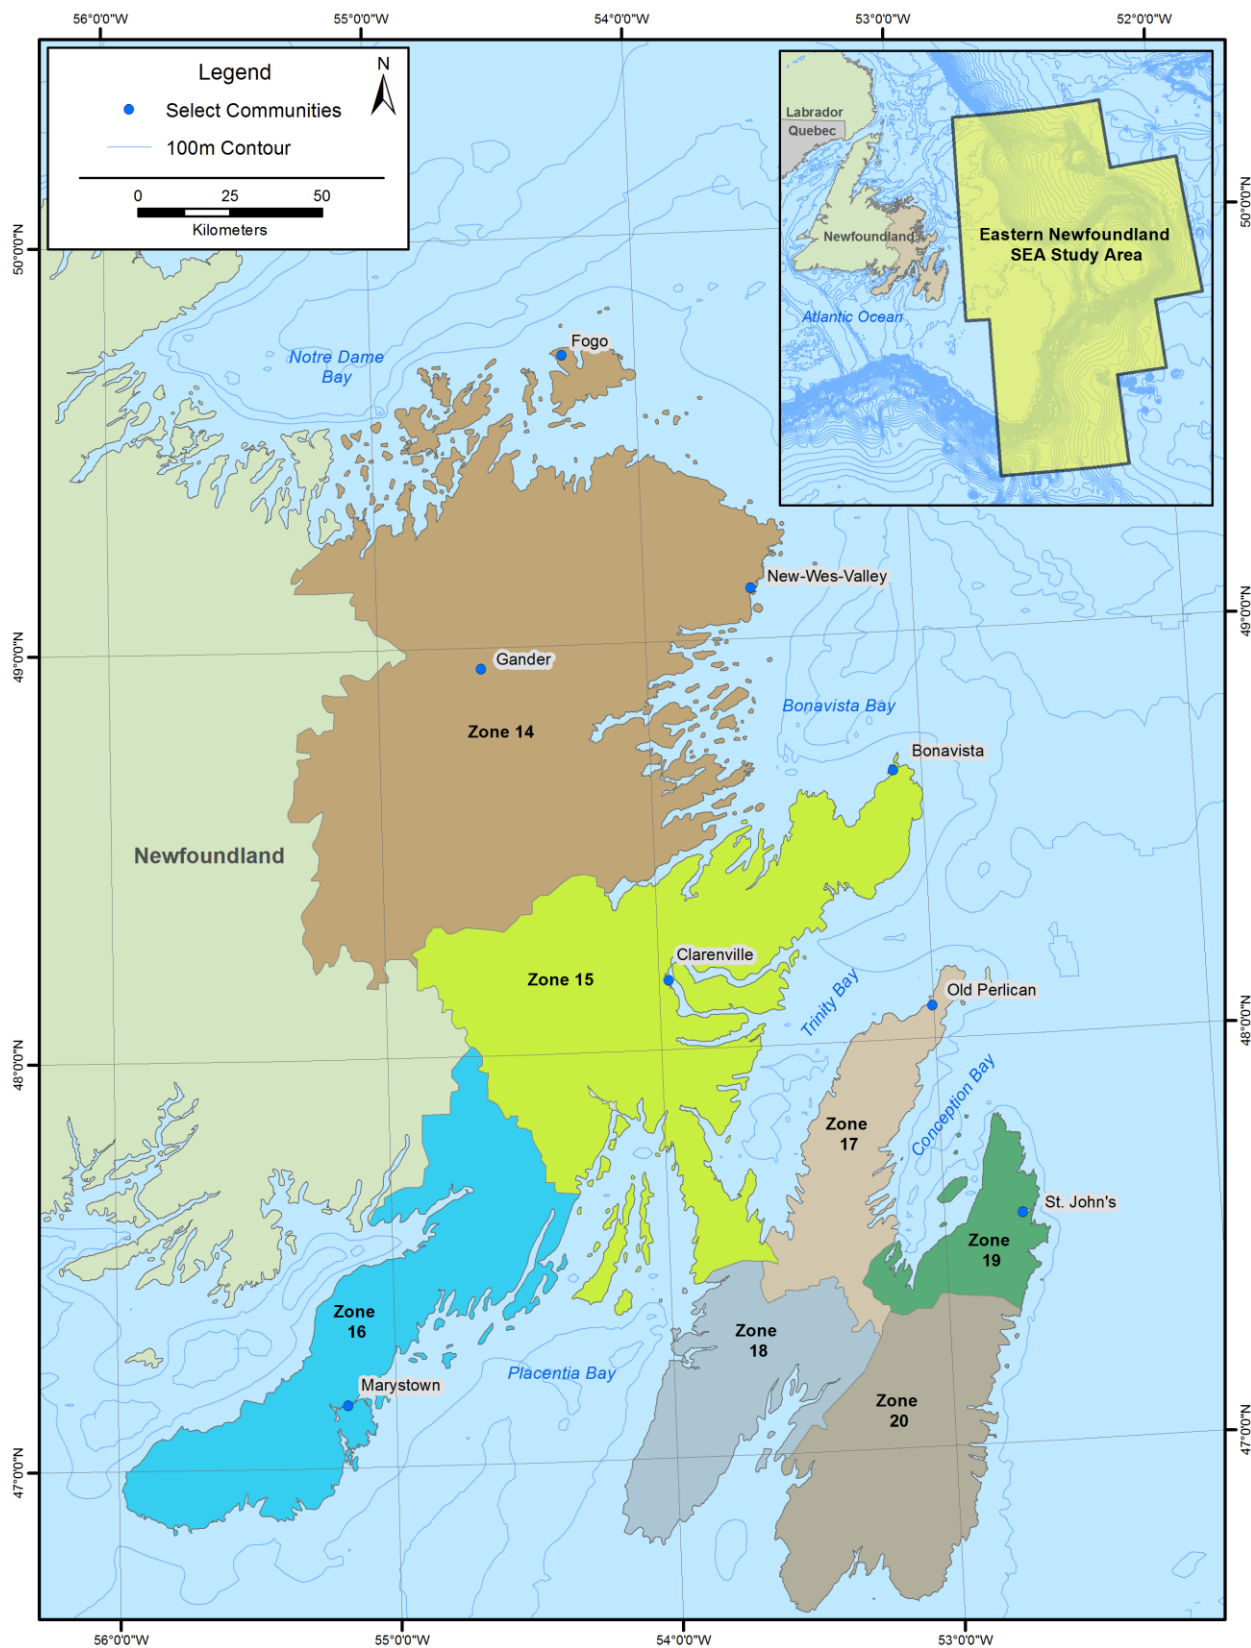 56°0'0"W
55°0'0"W
54°0'0"W
53°0'0"W
52°0'0"W
Legend
N
Select Communities
100m Contour
0
25
50
Kilometers
Labrador
Quebec
Newfoundland
Atlantic Ocean
Eastern Newfoundland
SEA Study Area
50°0'0"N
50°0'0"N
Fogo
Notre Dame
Bay
New-Wes-Valley
49°0'0"N
49°0'0"N
Gander
Zone 14
Bonavista Bay
Bonavista
Newfoundland
Clarenville
Zone 15
Trinity Bay
Old Perlican
48°0'0"N
48°0'0"N
Conception Bay
Zone
17
St. John's
Zone
19
Zone
16
Zone
18
Placentia Bay
Marystown
Zone
20
47°0'0"N
47°0'0"N
56°0'0"W
55°0'0"W
54°0'0"W
53°0'0"W